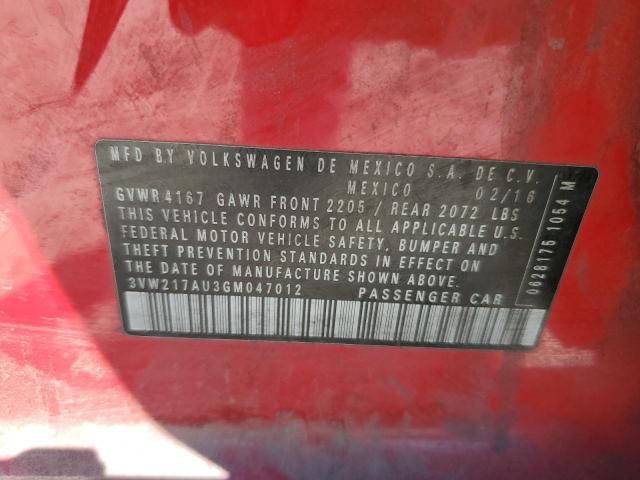 MFD BY VOLKSWAGEN DE MEXICO S.A. DE C.V.
MEXICO 02/16
GVWR 4167 GAWR FRONT 2205 / REAR 2072 LBS
THIS VEHICLE CONFORMS TO ALL APPLICABLE U.S.
FEDERAL MOTOR VEHICLE SAFETY, BUMPER AND
THEFT PREVENTION STANDARDS IN EFFECT ON
THE DATE OF MANUFACTURE SHOWN ABOVE.
3VW217AU3GM047012 PASSENGER CAR
0628176 1054 M